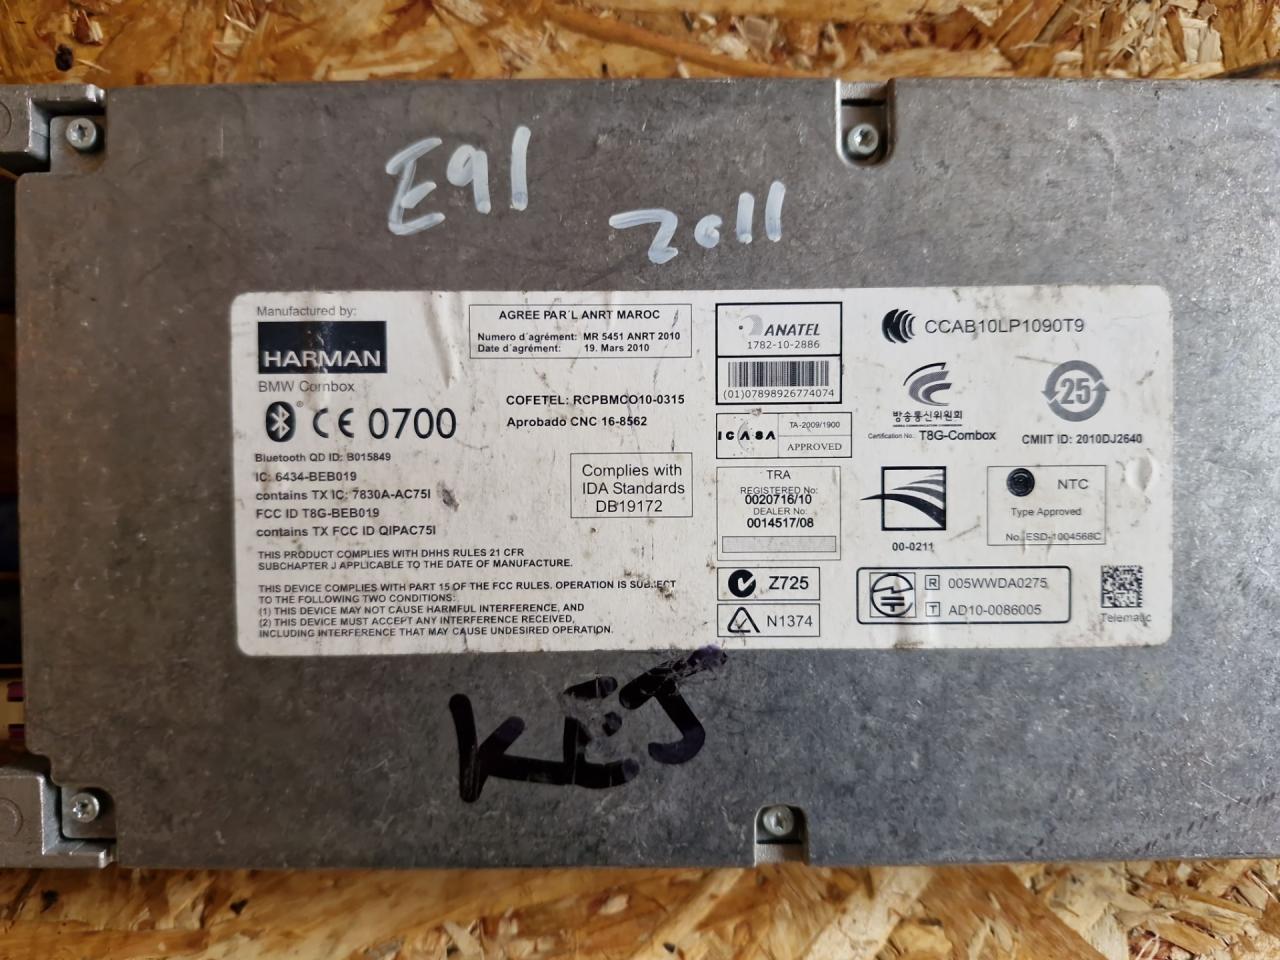 E91
2011
Manufactured by:
HARMAN
BMW Combox
CE 0700
Bluetooth QD ID: B015849
IC: 6434-BEB019
contains TX IC: 7830A-AC75I
FCC ID T8G-BEB019
contains TX FCC ID QIPAC75I
THIS PRODUCT COMPLIES WITH DHHS RULES 21 CFR
SUBCHAPTER J APPLICABLE TO THE DATE OF MANUFACTURE.
THIS DEVICE COMPLIES WITH PART 15 OF THE FCC RULES. OPERATION IS SUBJECT
TO THE FOLLOWING TWO CONDITIONS:
(1) THIS DEVICE MAY NOT CAUSE HARMFUL INTERFERENCE, AND
(2) THIS DEVICE MUST ACCEPT ANY INTERFERENCE RECEIVED,
INCLUDING INTERFERENCE THAT MAY CAUSE UNDESIRED OPERATION.
AGREE PAR´L ANRT MAROC
Numero d´agrément: MR 5451 ANRT 2010
Date d´agrément: 19. Mars 2010
COFETEL: RCPBMCO10-0315
Aprobado CNC 16-8562
Complies with
IDA Standards
DB19172
ANATEL
1782-10-2886
(01)07898926774074
ICASA
TA-2009/1900
APPROVED
TRA
REGISTERED No:
0020716/10
DEALER No:
0014517/08
Z725
N1374
CCAB10LP1090T9
방송통신위원회
KOREA COMMUNICATIONS COMMISSION
Certification No. T8G-Combox
25
CMIIT ID: 2010DJ2640
00-0211
NTC
Type Approved
No. ESD-1004568C
R 005WWDA0275
T AD10-0086005
Telematic
KEJ